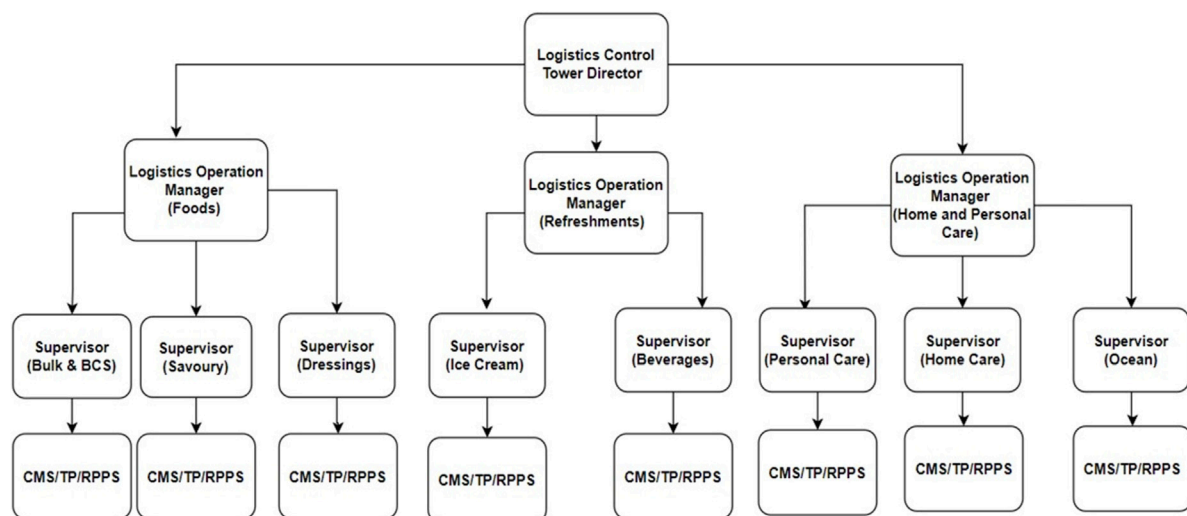 Logistics Control
Tower Director
Logistics Operation
Manager
(Foods)
Logistics Operation
Manager
(Refreshments)
Logistics Operation
Manager
(Home and Personal
Care)
Supervisor
(Bulk & BCS)
Supervisor
(Savoury)
Supervisor
(Dressings)
Supervisor
(Ice Cream)
Supervisor
(Beverages)
Supervisor
(Personal Care)
Supervisor
(Home Care)
Supervisor
(Ocean)
CMS/TP/RPPS
CMS/TP/RPPS
CMS/TP/RPPS
CMS/TP/RPPS
CMS/TP/RPPS
CMS/TP/RPPS
CMS/TP/RPPS
CMS/TP/RPPS